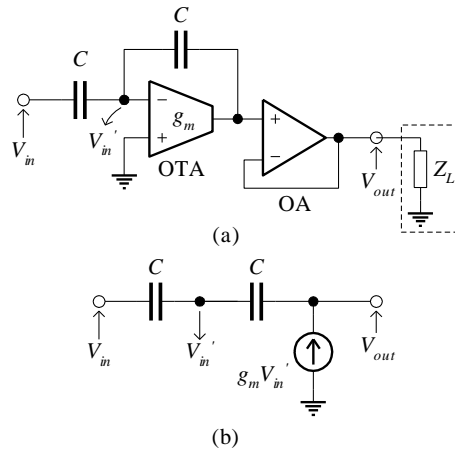 C
C
−
g_m
+
V_in
V_in'
OTA
+
−
OA
V_out
Z_L
(a)
C
C
V_in
V_in'
g_m V_in'
V_out
(b)